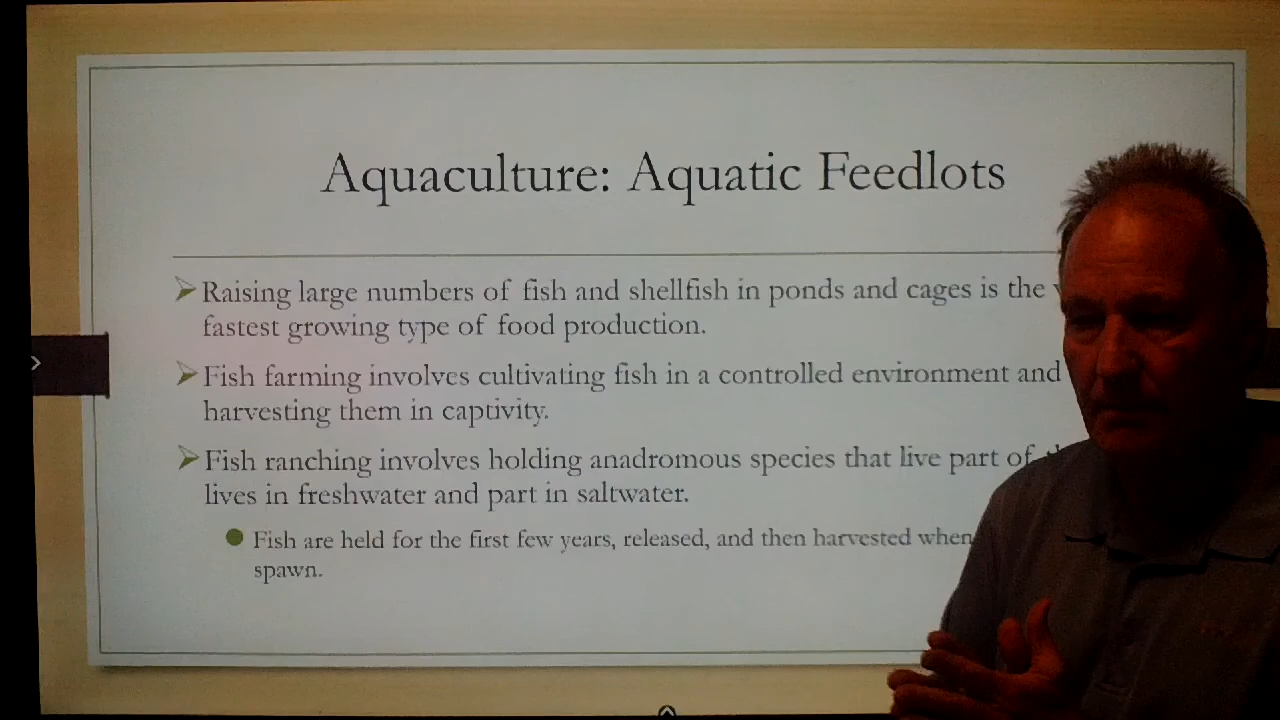 Aquaculture: Aquatic Feedlots
➢Raising large numbers of fish and shellfish in ponds and cages is the
fastest growing type of food production.
➢Fish farming involves cultivating fish in a controlled environment and
harvesting them in captivity.
➢Fish ranching involves holding anadromous species that live part of
lives in freshwater and part in saltwater.
● Fish are held for the first few years, released, and then harvested when
spawn.